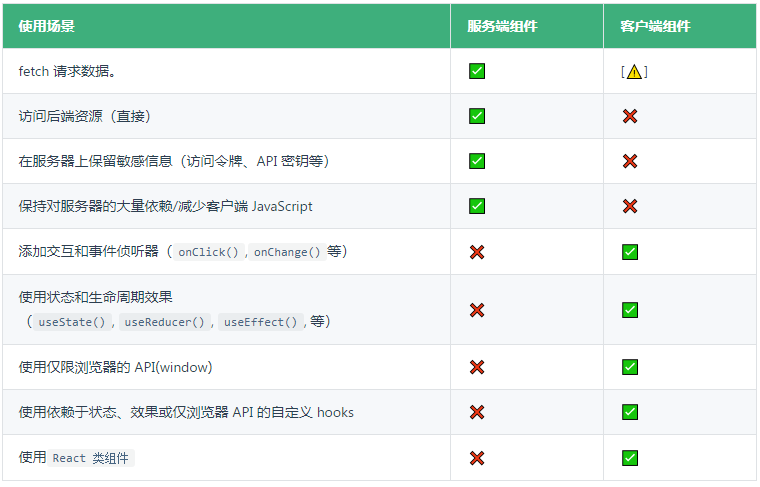 使用场景 服务端组件 客户端组件
fetch 请求数据。 ✅ [⚠️]
访问后端资源（直接） ✅ ❌
在服务器上保留敏感信息（访问令牌、API 密钥等） ✅ ❌
保持对服务器的大量依赖/减少客户端 JavaScript ✅ ❌
添加交互和事件侦听器（ onClick() , onChange() 等） ❌ ✅
使用状态和生命周期效果
（ useState() , useReducer() , useEffect() , 等） ❌ ✅
使用仅限浏览器的 API(window) ❌ ✅
使用依赖于状态、效果或仅浏览器 API 的自定义 hooks ❌ ✅
使用 React 类组件 ❌ ✅